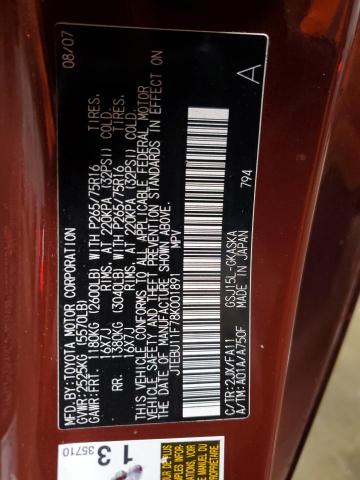 MFD.BY:TOYOTA MOTOR CORPORATION 08/07
GVWR:2525KG(5570LB)
GAWR:FRT. 1180KG(2600LB) WITH P265/75R16 TIRES,
16X7J RIMS, AT 220KPA (32PSI) COLD.
RR. 1380KG(3040LB) WITH P265/75R16 TIRES,
16X7J RIMS, AT 220KPA (32PSI) COLD.
THIS VEHICLE CONFORMS TO ALL APPLICABLE FEDERAL MOTOR
VEHICLE SAFETY AND THEFT PREVENTION STANDARDS IN EFFECT
ON THE DATE OF MANUFACTURE SHOWN ABOVE.
JTEBU11F78K001891 MPV
A
C/TR:2JX/FA11 GSJ15L-GKASKA
A/TM:A01A/A750F MADE IN JAPAN 794
13
35710